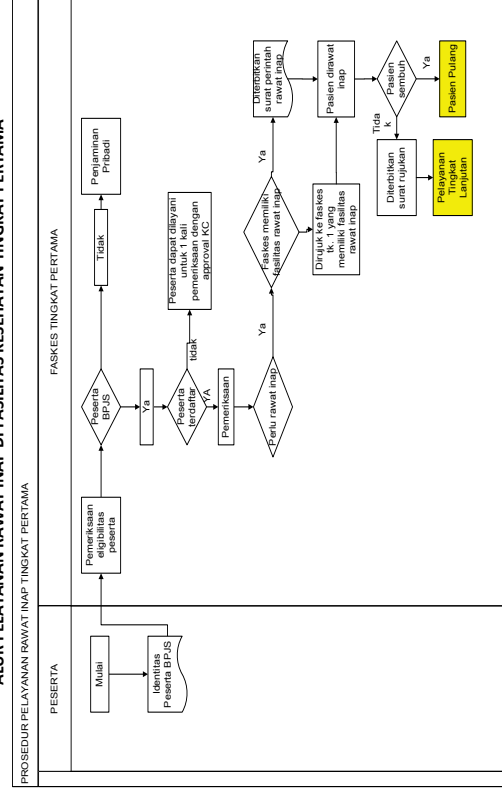 ALUR PELAYANAN RAWAT INAP DI FASILITAS KESEHATAN TINGKAT PERTAMA
PROSEDUR PELAYANAN RAWAT INAP TINGKAT PERTAMA
PESERTA
FASKES TINGKAT PERTAMA
Mulai
Identitas
Peserta BPJS
Pemeriksaan
eligibilitas
peserta
Peserta
BPJS
Tidak
Penjaminan
Pribadi
Ya
Peserta
terdaftar
tidak
Peserta dapat dilayani
untuk 1 kali
pemeriksaan dengan
approval KC
YA
Pemeriksaan
Perlu rawat inap
Ya
Faskes memiliki
fasilitas rawat inap
Ya
Diterbitkan
surat perintah
rawat inap
Dirujuk ke faskes
tk. 1 yang
memiliki fasilitas
rawat inap
Pasien dirawat
inap
Pasien
sembuh
Tida
k
Ya
Diterbitkan
surat rujukan
Pasien Pulang
Pelayanan
Tingkat
Lanjutan